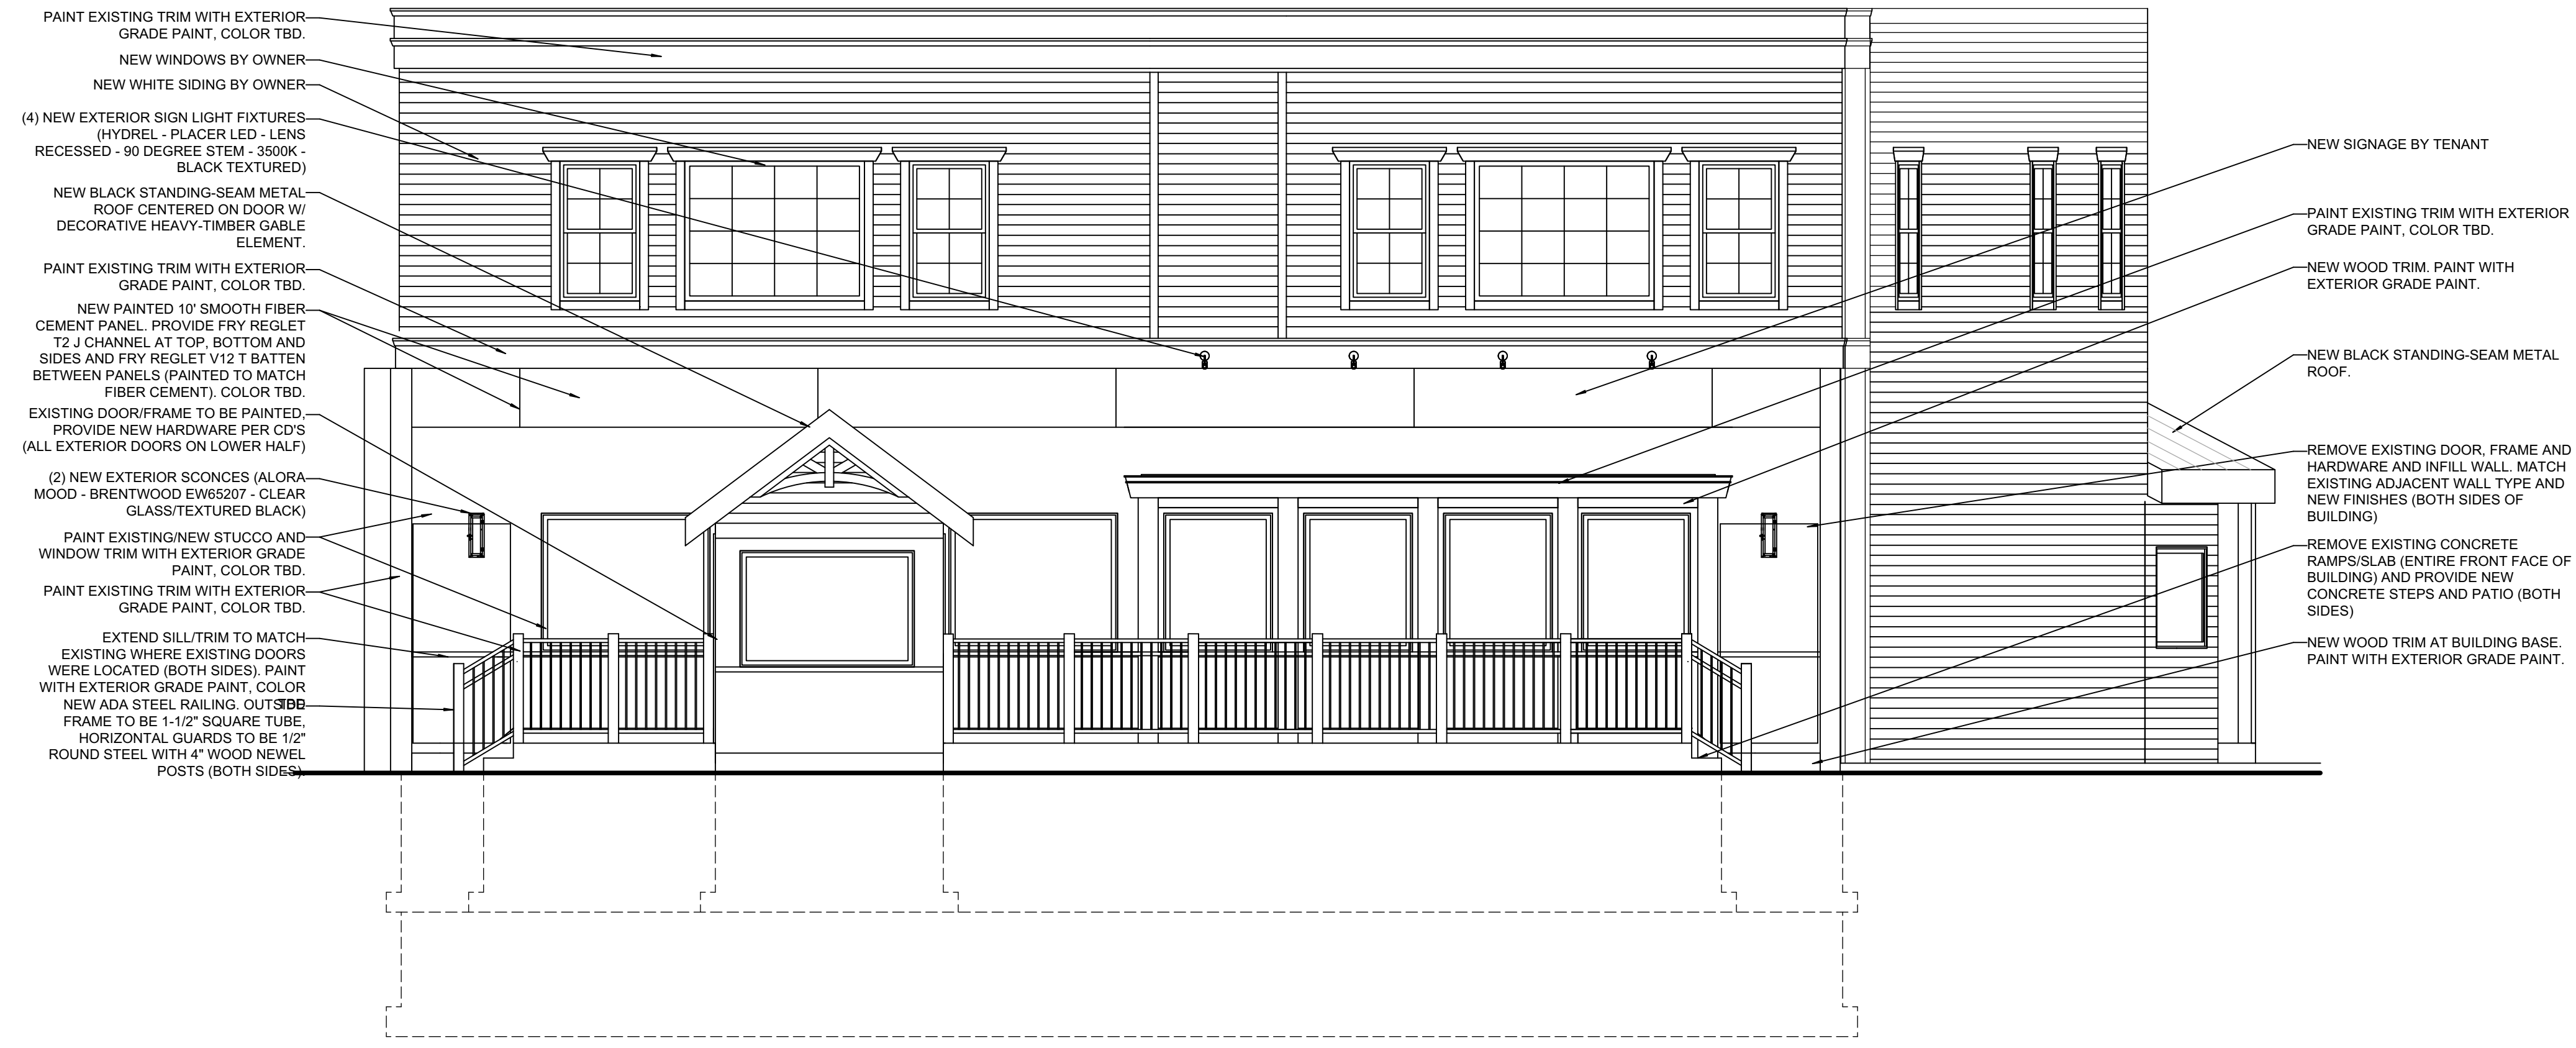 PAINT EXISTING TRIM WITH EXTERIOR
GRADE PAINT, COLOR TBD.
NEW WINDOWS BY OWNER
NEW WHITE SIDING BY OWNER
(4) NEW EXTERIOR SIGN LIGHT FIXTURES
(HYDREL - PLACER LED - LENS
RECESSED - 90 DEGREE STEM - 3500K -
BLACK TEXTURED)
NEW BLACK STANDING-SEAM METAL
ROOF CENTERED ON DOOR W/
DECORATIVE HEAVY-TIMBER GABLE
ELEMENT.
PAINT EXISTING TRIM WITH EXTERIOR
GRADE PAINT, COLOR TBD.
NEW PAINTED 10' SMOOTH FIBER
CEMENT PANEL. PROVIDE FRY REGLET
T2 J CHANNEL AT TOP, BOTTOM AND
SIDES AND FRY REGLET V12 T BATTEN
BETWEEN PANELS (PAINTED TO MATCH
FIBER CEMENT). COLOR TBD.
EXISTING DOOR/FRAME TO BE PAINTED,
PROVIDE NEW HARDWARE PER CD'S
(ALL EXTERIOR DOORS ON LOWER HALF)
(2) NEW EXTERIOR SCONCES (ALORA
MOOD - BRENTWOOD EW65207 - CLEAR
GLASS/TEXTURED BLACK)
PAINT EXISTING/NEW STUCCO AND
WINDOW TRIM WITH EXTERIOR GRADE
PAINT, COLOR TBD.
PAINT EXISTING TRIM WITH EXTERIOR
GRADE PAINT, COLOR TBD.
EXTEND SILL/TRIM TO MATCH
EXISTING WHERE EXISTING DOORS
WERE LOCATED (BOTH SIDES). PAINT
WITH EXTERIOR GRADE PAINT, COLOR
TBD
NEW ADA STEEL RAILING. OUTSIDE
FRAME TO BE 1-1/2" SQUARE TUBE,
HORIZONTAL GUARDS TO BE 1/2"
ROUND STEEL WITH 4" WOOD NEWEL
POSTS (BOTH SIDES).
NEW SIGNAGE BY TENANT
PAINT EXISTING TRIM WITH EXTERIOR
GRADE PAINT, COLOR TBD.
NEW WOOD TRIM. PAINT WITH
EXTERIOR GRADE PAINT.
NEW BLACK STANDING-SEAM METAL
ROOF.
REMOVE EXISTING DOOR, FRAME AND
HARDWARE AND INFILL WALL. MATCH
EXISTING ADJACENT WALL TYPE AND
NEW FINISHES (BOTH SIDES OF
BUILDING)
REMOVE EXISTING CONCRETE
RAMPS/SLAB (ENTIRE FRONT FACE OF
BUILDING) AND PROVIDE NEW
CONCRETE STEPS AND PATIO (BOTH
SIDES)
NEW WOOD TRIM AT BUILDING BASE.
PAINT WITH EXTERIOR GRADE PAINT.